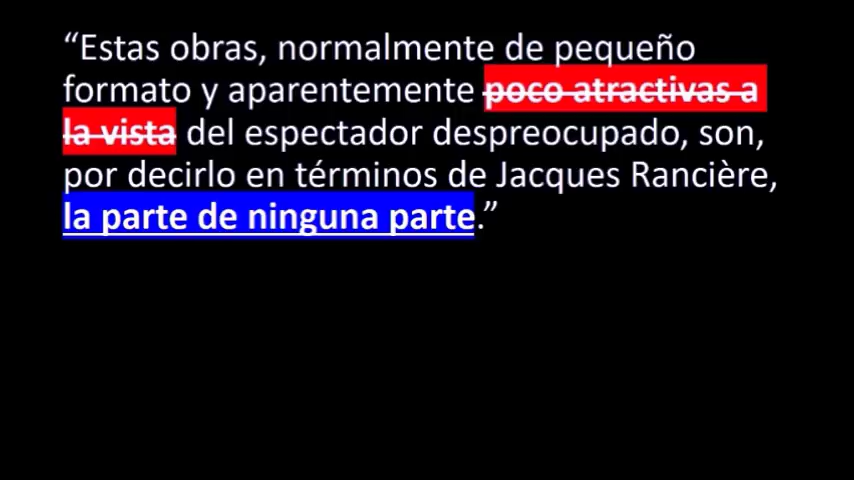 “Estas obras, normalmente de pequeño
formato y aparentemente poco atractivas a
la vista del espectador despreocupado, son,
por decirlo en términos de Jacques Rancière,
la parte de ninguna parte.”